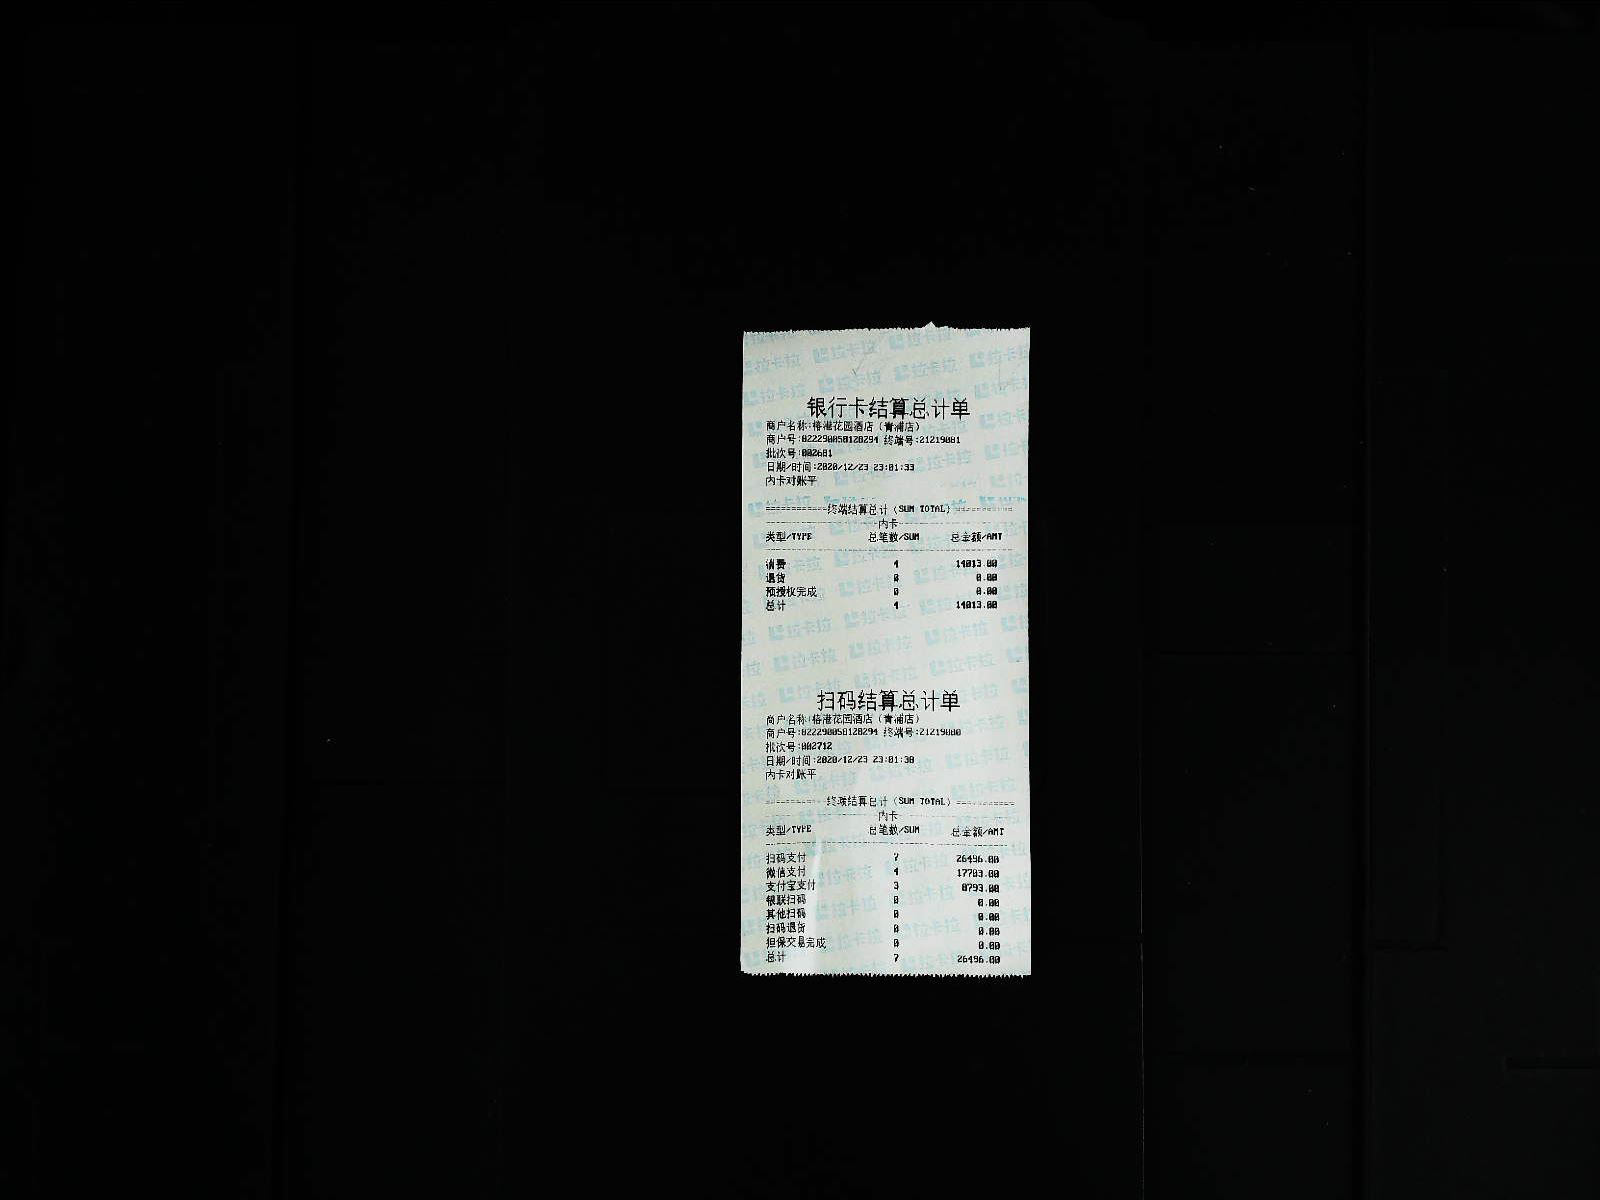 银行卡结算总计单
商户名称:榕港花园酒店（青浦店）
商户号:822290058128294 终端号:21219081
批次号:002681
日期/时间:2020/12/23 23:01:33
内卡对账平
============终端结算总计（SUM TOTAL）===========
------------------------内卡------------------------
类型/TYPE 总笔数/SUM 总金额/AMT
消费 4 14013.00
退货 0 0.00
预授权完成 0 0.00
总计 4 14013.00
扫码结算总计单
商户名称:榕港花园酒店（青浦店）
商户号:822290058128294 终端号:21219080
批次号:002712
日期/时间:2020/12/23 23:01:38
内卡对账平
============终端结算总计（SUM TOTAL）===========
------------------------内卡------------------------
类型/TYPE 总笔数/SUM 总金额/AMT
扫码支付 7 26496.00
微信支付 4 17703.00
支付宝支付 3 8793.00
银联扫码 0 0.00
其他扫码 0 0.00
扫码退货 0 0.00
担保交易完成 0 0.00
总计 7 26496.00